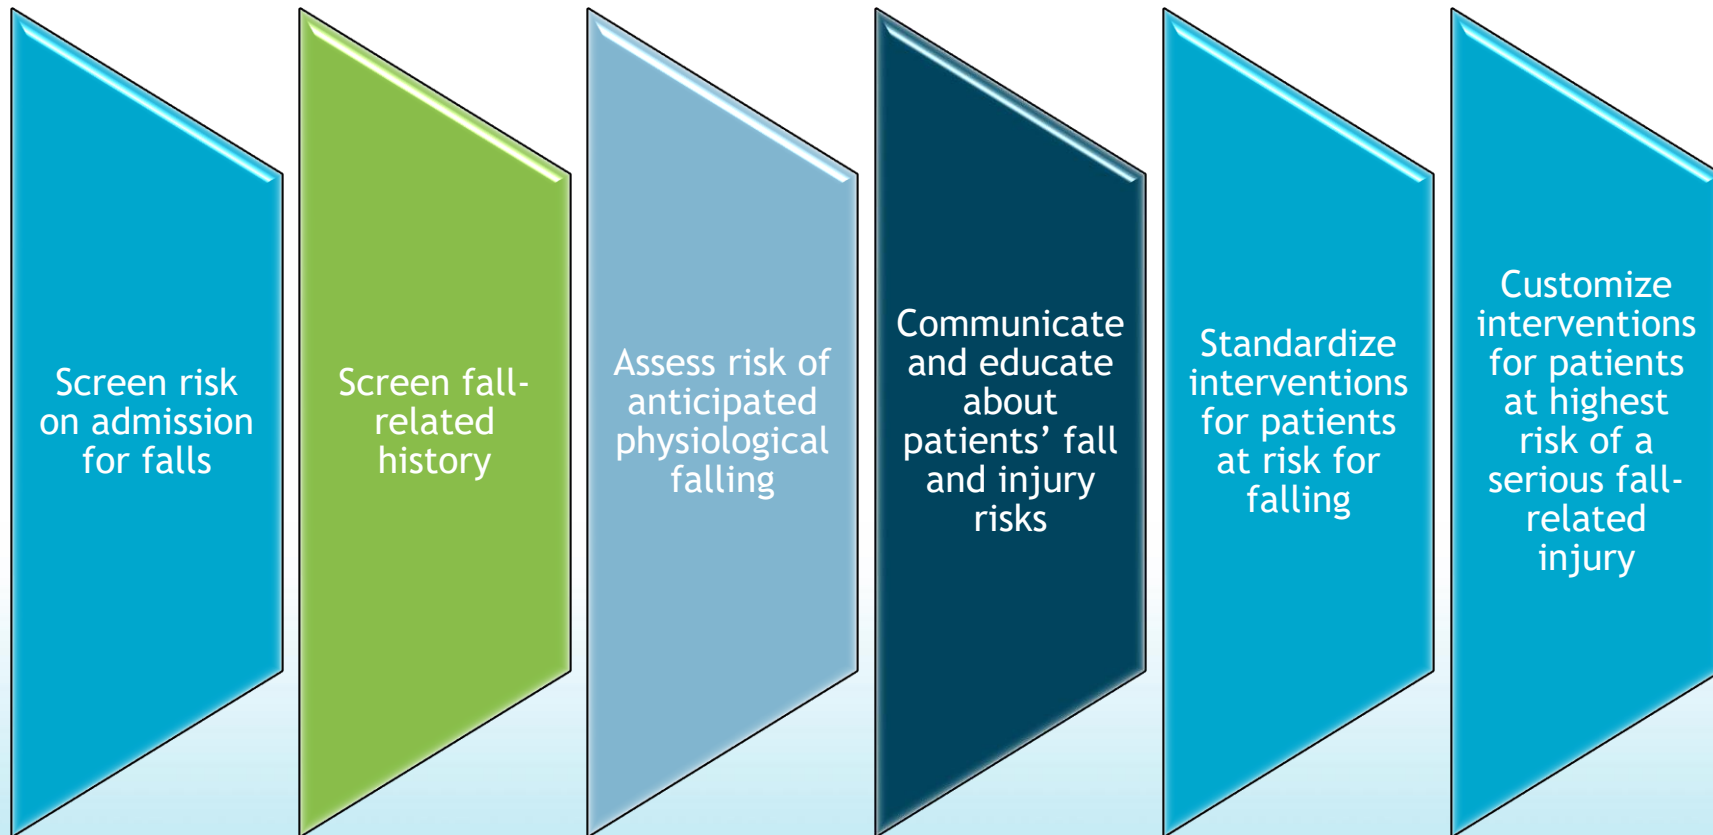 Screen risk
on admission
for falls
Screen fall-
related
history
Assess risk of
anticipated
physiological
falling
Communicate
and educate
about
patients’ fall
and injury
risks
Standardize
interventions
for patients
at risk for
falling
Customize
interventions
for patients
at highest
risk of a
serious fall-
related
injury